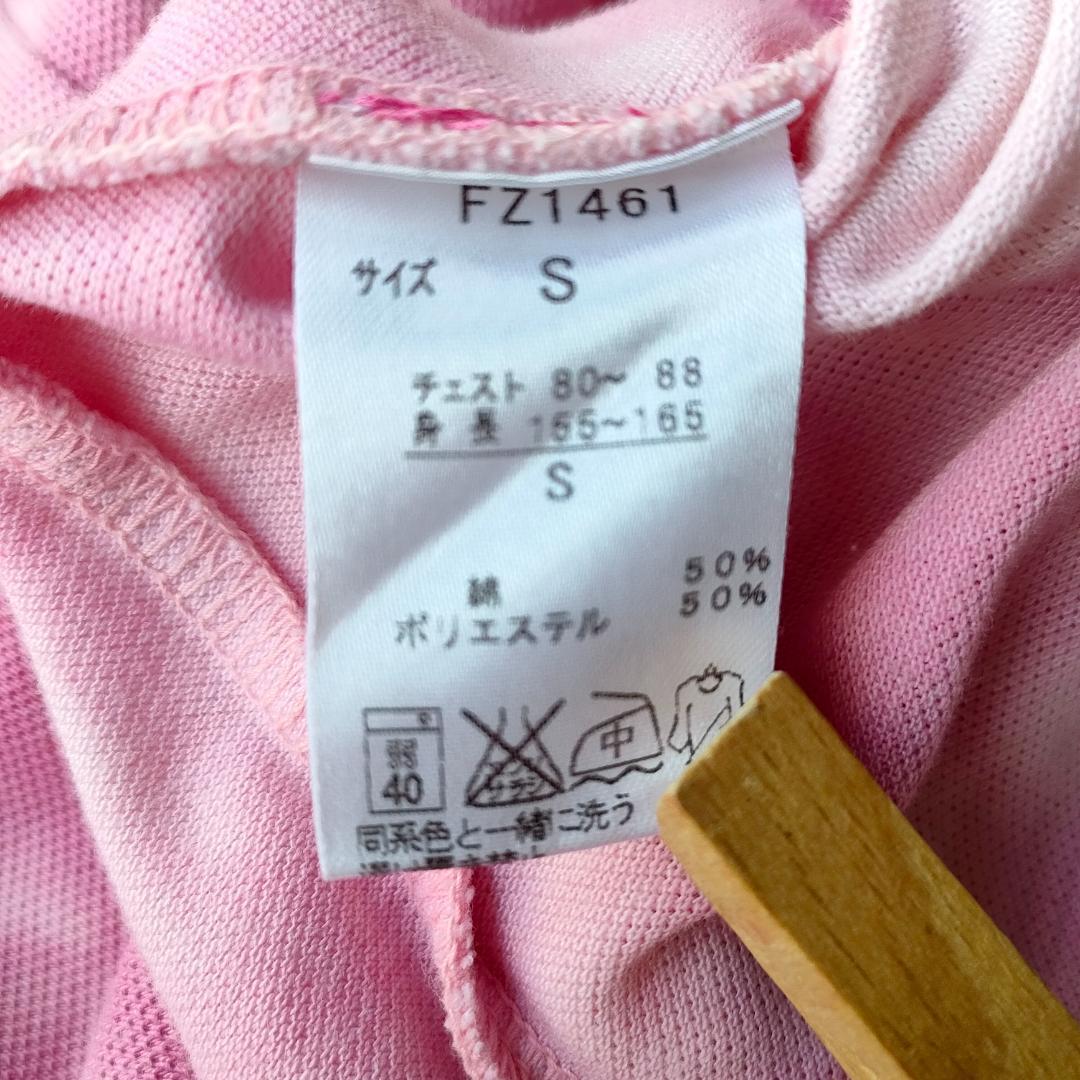 FZ1461
サイズ S
チェスト 80~ 88
身長 155~165
S
綿 50%
ポリエステル 50%
弱
40
中
同系色と一緒に洗う